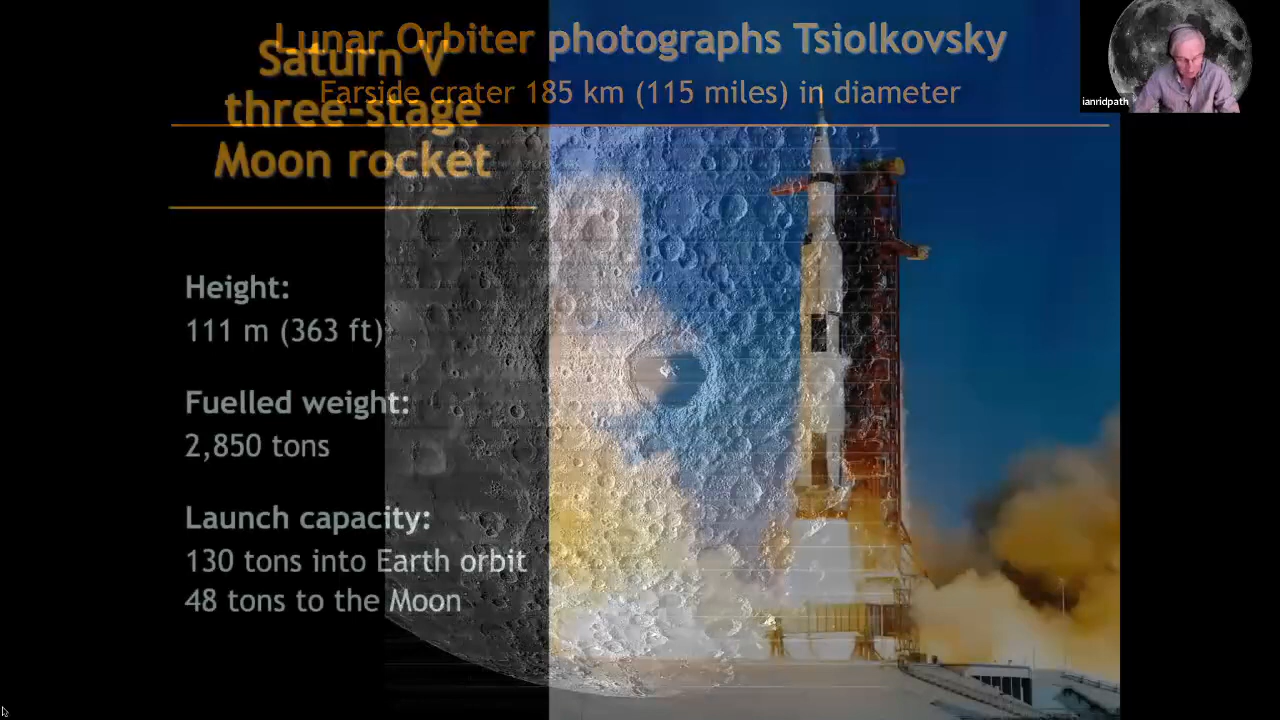 Lunar Orbiter photographs Tsiolkovsky
Farside crater 185 km (115 miles) in diameter
Saturn V
three-stage
Moon rocket
Height:
111 m (363 ft)
Fuelled weight:
2,850 tons
Launch capacity:
130 tons into Earth orbit
48 tons to the Moon
ianridpath